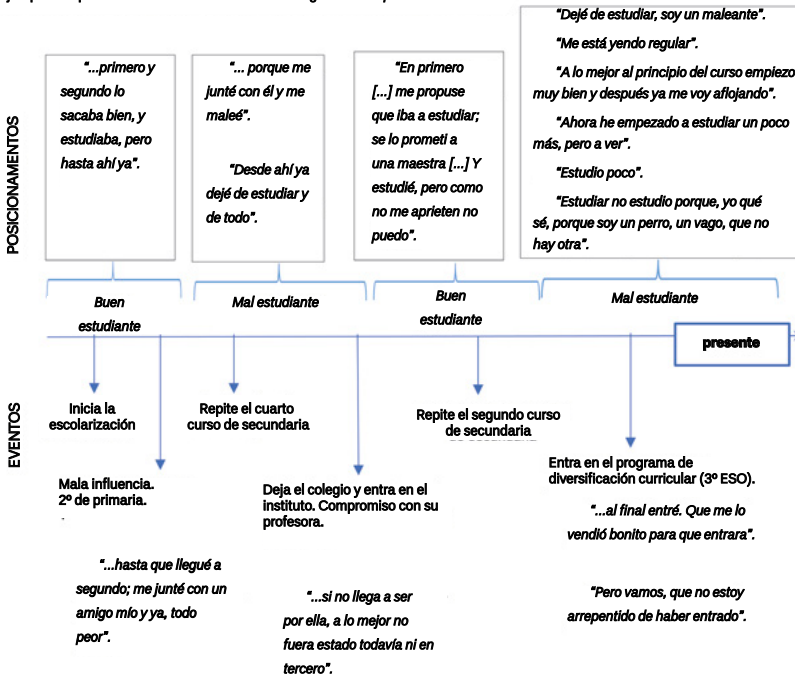 POSICIONAMENTOS
"...primero y
segundo lo
sacaba bien, y
estudiaba, pero
hasta ahí ya".
"... porque me
junté con él y me
maleé".
"Desde ahí ya
dejé de estudiar y
de todo".
"En primero
[...] me propuse
que iba a estudiar;
se lo prometi a
una maestra [...] Y
estudié, pero como
no me aprieten no
puedo".
"Dejé de estudiar, soy un maleante".
"Me está yendo regular".
"A lo mejor al principio del curso empiezo
muy bien y después ya me voy aflojando".
"Ahora he empezado a estudiar un poco
más, pero a ver".
"Estudio poco".
"Estudiar no estudio porque, yo qué
sé, porque soy un perro, un vago, que no
hay otra".
Buen
estudiante
Mal estudiante
Buen
estudiante
Mal estudiante
presente
EVENTOS
Inicia la
escolarización
Mala influencia.
2º de primaria.
"...hasta que llegué a
segundo; me junté con un
amigo mío y ya, todo
peor".
Repite el cuarto
curso de secundaria
Deja el colegio y entra en el
instituto. Compromiso con su
profesora.
"...si no llega a ser
por ella, a lo mejor no
fuera estado todavía ni en
tercero".
Repite el segundo curso
de secundaria
Entra en el programa de
diversificación curricular (3º ESO).
"...al final entré. Que me lo
vendió bonito para que entrara".
"Pero vamos, que no estoy
arrepentido de haber entrado".